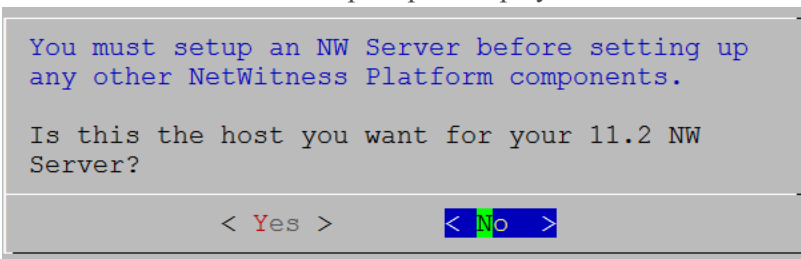 You must setup an NW Server before setting up
any other NetWitness Platform components.
Is this the host you want for your 11.2 NW
Server?
< Yes > < No >